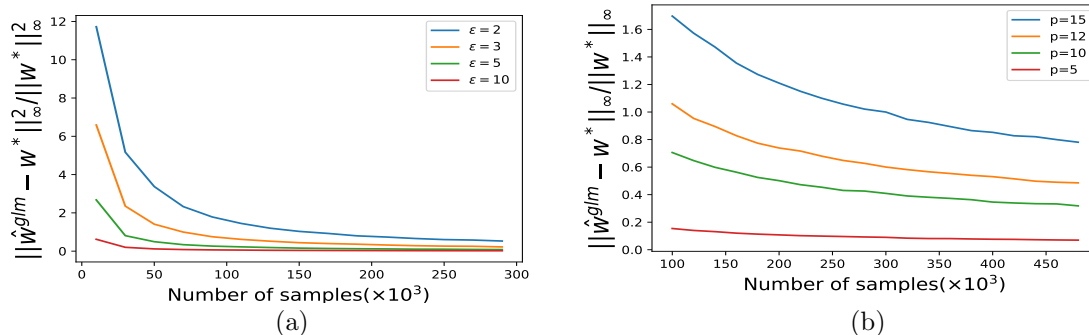 ||ŵ^{glm} − w^*||_∞^2/||w^*||_∞^2
12
10
8
6
4
2
0
ε = 2
ε = 3
ε = 5
ε = 10
0 50 100 150 200 250 300
Number of samples(×10³)
(a)
||ŵ^{glm} − w^*||_∞/||w^*||_∞
1.6
1.4
1.2
1.0
0.8
0.6
0.4
0.2
0.0
p=15
p=12
p=10
p=5
100 150 200 250 300 350 400 450
Number of samples(×10³)
(b)